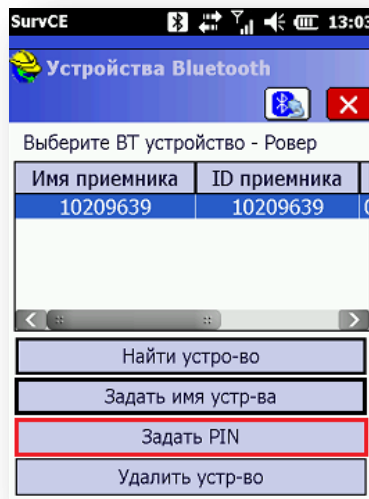 SurvCE 13:03
Устройства Bluetooth
Выберите BT устройство - Ровер
Имя приемника ID приемника
10209639 10209639
Найти устро-во
Задать имя устр-ва
Задать PIN
Удалить устр-во